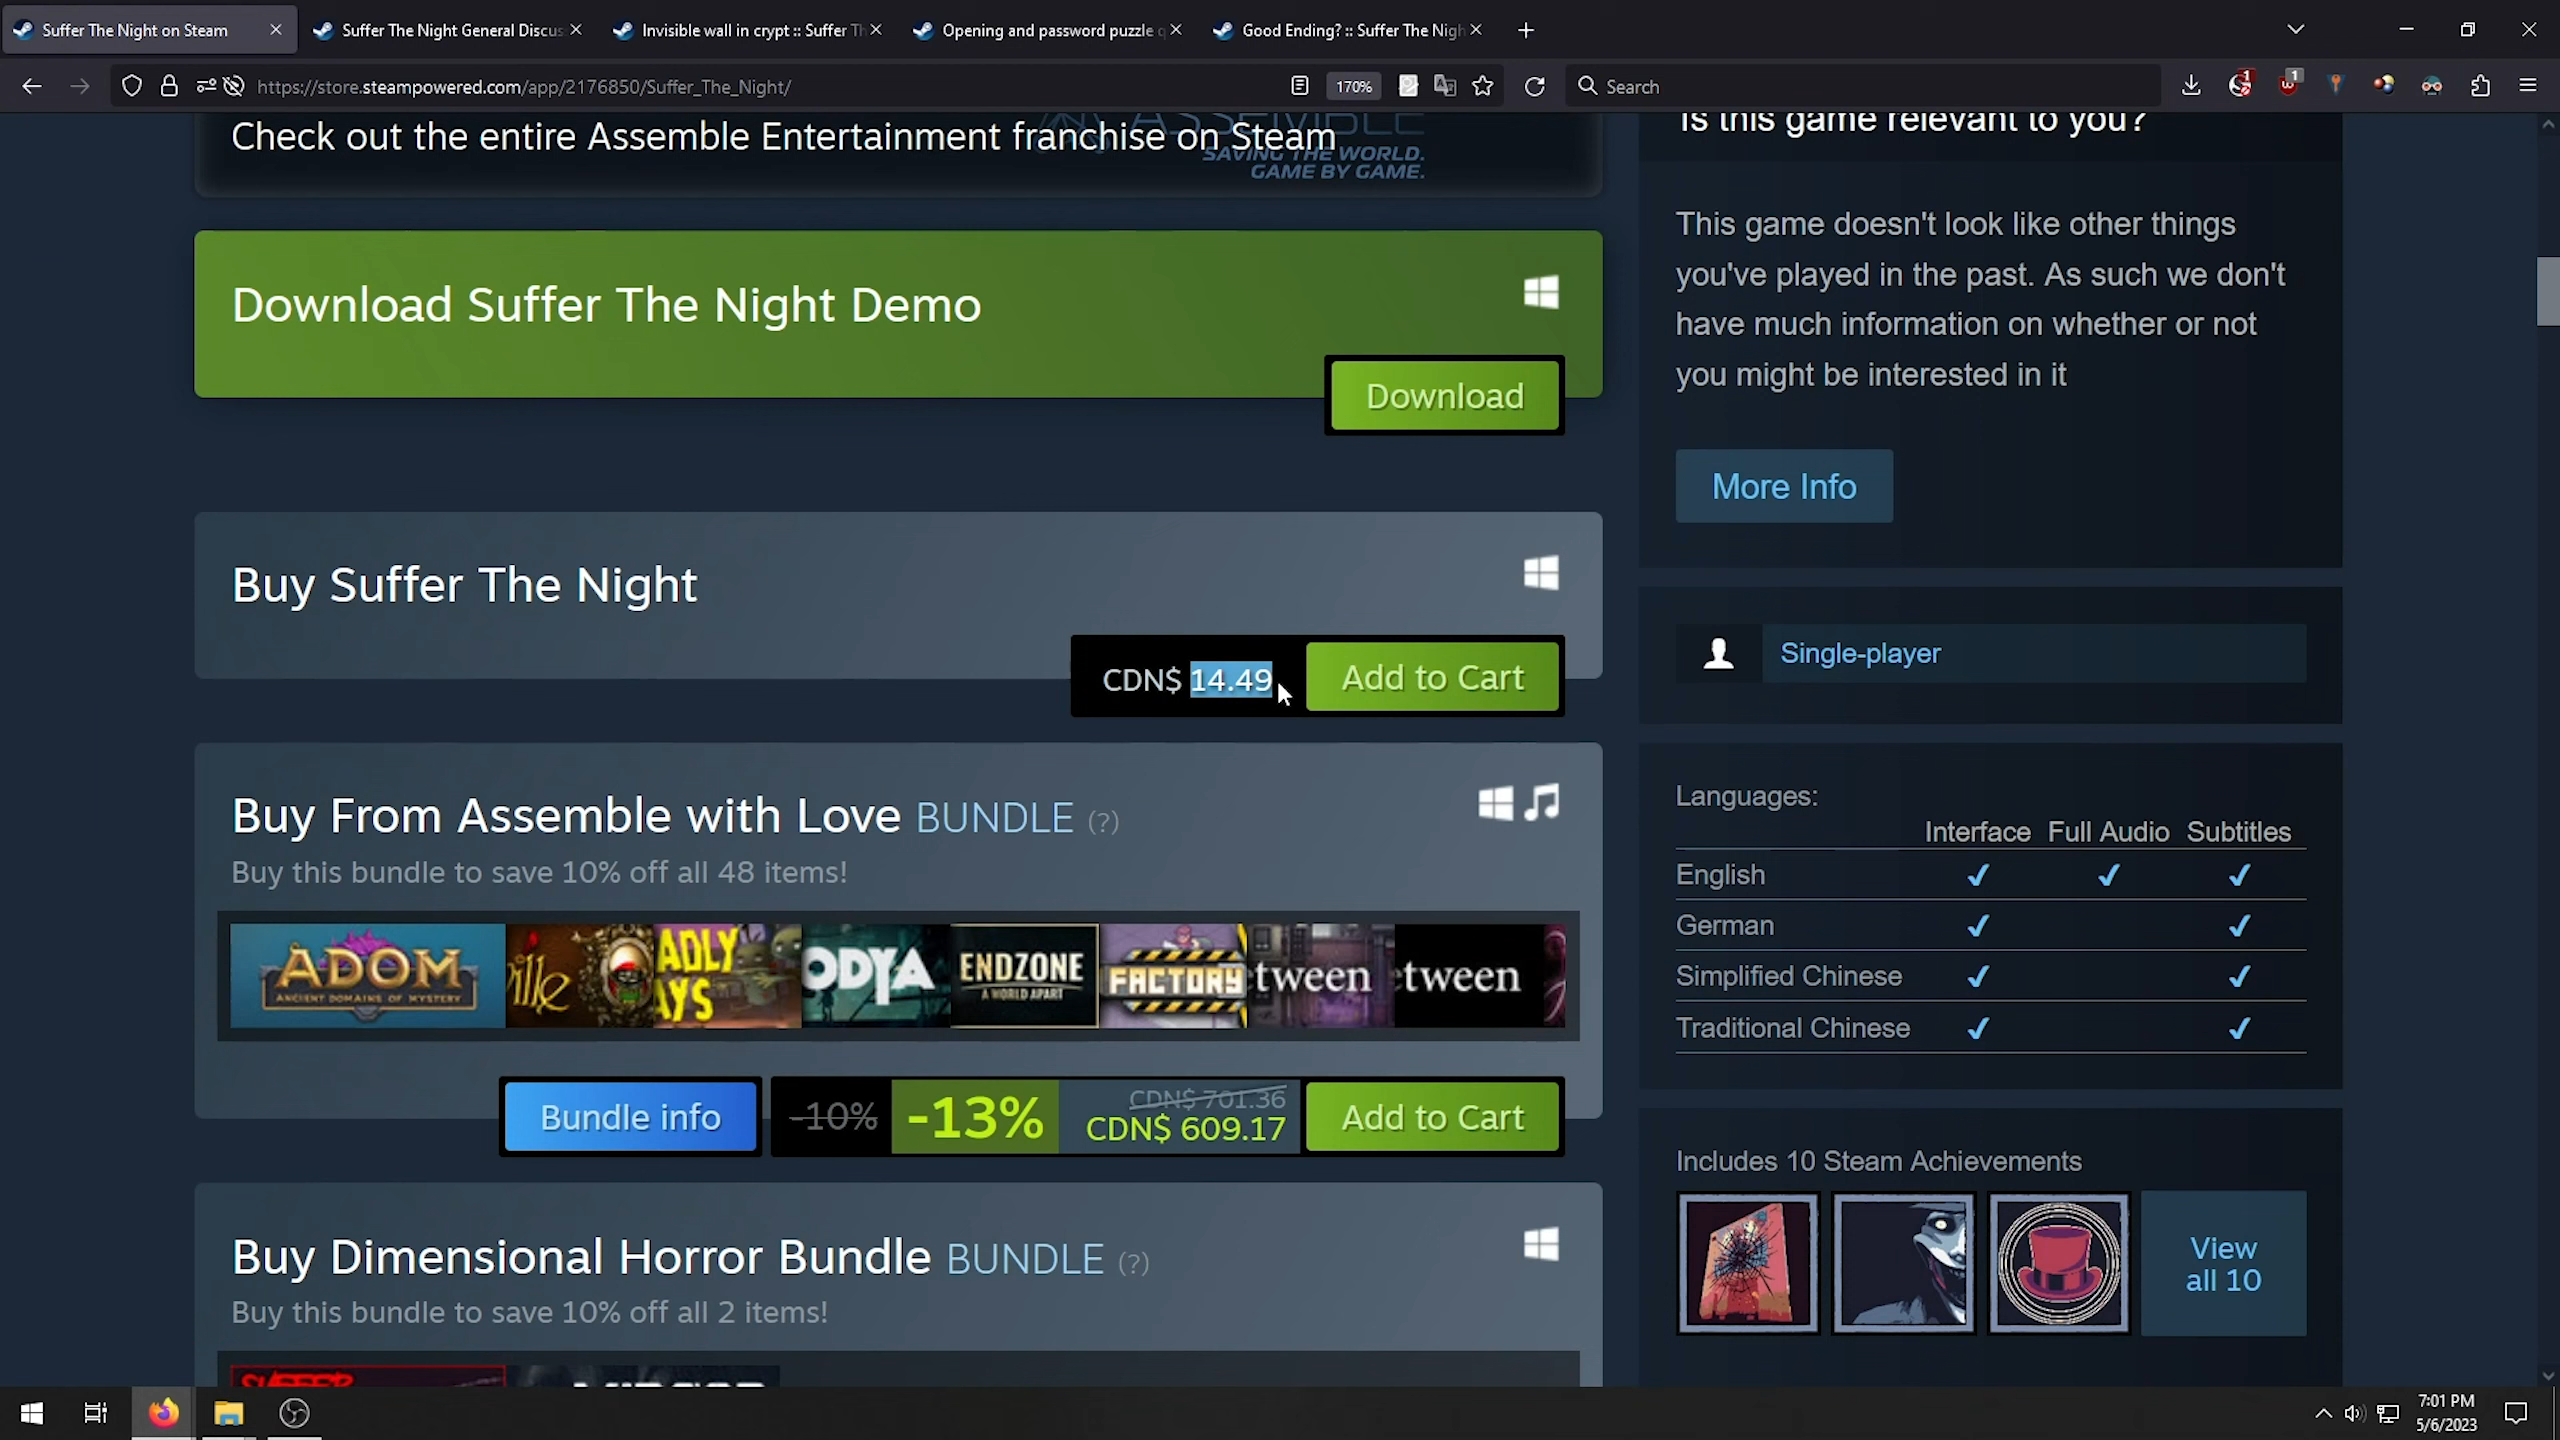 Suffer The Night on Steam
Suffer The Night General Discus
Invisible wall in crypt :: Suffer Th
Opening and password puzzle q
Good Ending? :: Suffer The Nigh
https://store.steampowered.com/app/2176850/Suffer_The_Night/
170%
Search
1
1
Check out the entire Assemble Entertainment franchise on Steam
ASSEMBLE
SAVING THE WORLD.
GAME BY GAME.
Download Suffer The Night Demo
Download
Buy Suffer The Night
CDN$ 14.49
Add to Cart
Buy From Assemble with Love BUNDLE (?)
Buy this bundle to save 10% off all 48 items!
ADOM
ANCIENT DOMAINS OF MYSTERY
ville
ADLY
AYS
ODYA
ENDZONE
A WORLD APART
FACTORY
tween
tween
Bundle info
-10%
-13%
CDN$ 701.36
CDN$ 609.17
Add to Cart
Buy Dimensional Horror Bundle BUNDLE (?)
Buy this bundle to save 10% off all 2 items!
SUFFER
Is this game relevant to you?
This game doesn't look like other things
you've played in the past. As such we don't
have much information on whether or not
you might be interested in it
More Info
Single-player
Languages:
Interface Full Audio Subtitles
English ✔ ✔ ✔
German ✔ ✔
Simplified Chinese ✔ ✔
Traditional Chinese ✔ ✔
Includes 10 Steam Achievements
View
all 10
7:01 PM
5/6/2023